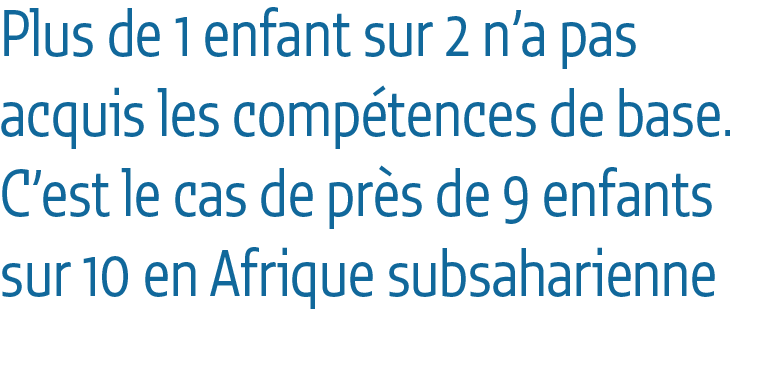 Plus de 1 enfant sur 2 n’a pas
acquis les compétences de base.
C’est le cas de près de 9 enfants
sur 10 en Afrique subsaharienne